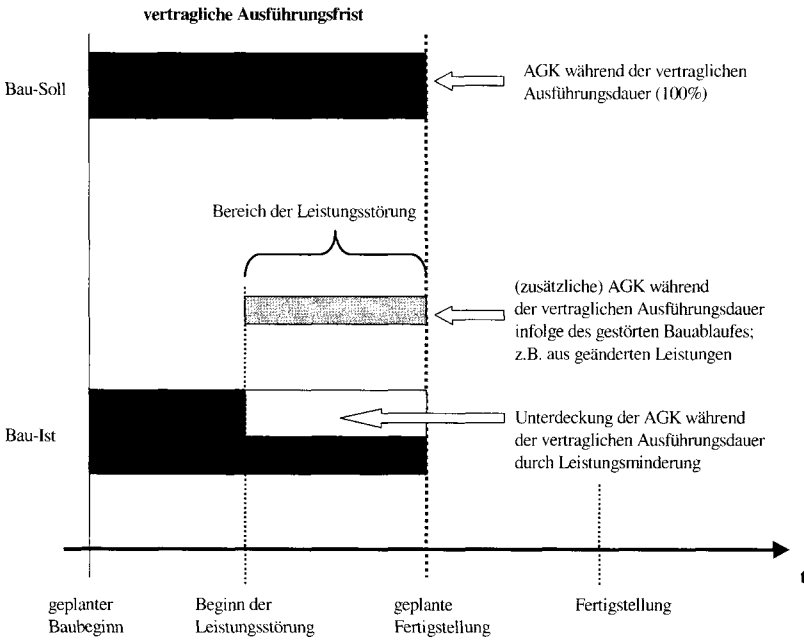 vertragliche Ausführungsfrist
Bau-Soll
AGK während der vertraglichen
Ausführungsdauer (100%)
Bereich der Leistungsstörung
(zusätzliche) AGK während
der vertraglichen Ausführungsdauer
infolge des gestörten Bauablaufes;
z.B. aus geänderten Leistungen
Bau-Ist
Unterdeckung der AGK während
der vertraglichen Ausführungsdauer
durch Leistungsminderung
t
geplanter
Baubeginn
Beginn der
Leistungsstörung
geplante
Fertigstellung
Fertigstellung